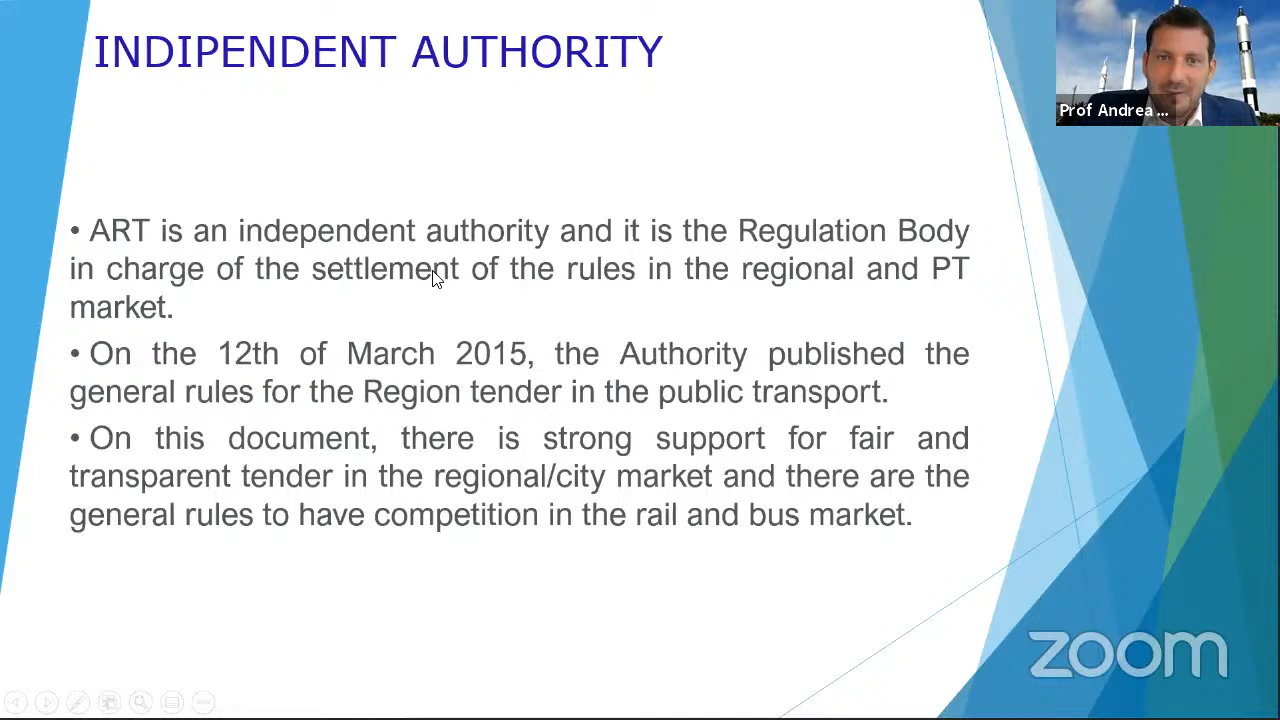 INDIPENDENT AUTHORITY
Prof Andrea ...
• ART is an independent authority and it is the Regulation Body
in charge of the settlement of the rules in the regional and PT
market.
• On the 12th of March 2015, the Authority published the
general rules for the Region tender in the public transport.
• On this document, there is strong support for fair and
transparent tender in the regional/city market and there are the
general rules to have competition in the rail and bus market.
zoom